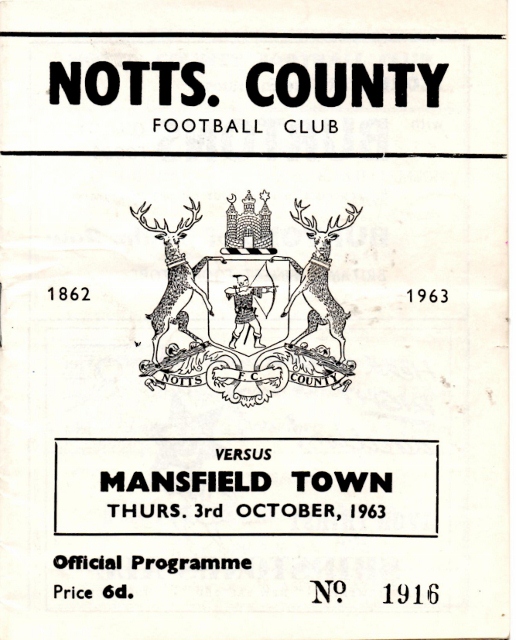 NOTTS. COUNTY
FOOTBALL CLUB
1862
1963
NOTTS F C COUNTY
VERSUS
MANSFIELD TOWN
THURS. 3rd OCTOBER, 1963
Official Programme
Price 6d.
Nº 1916